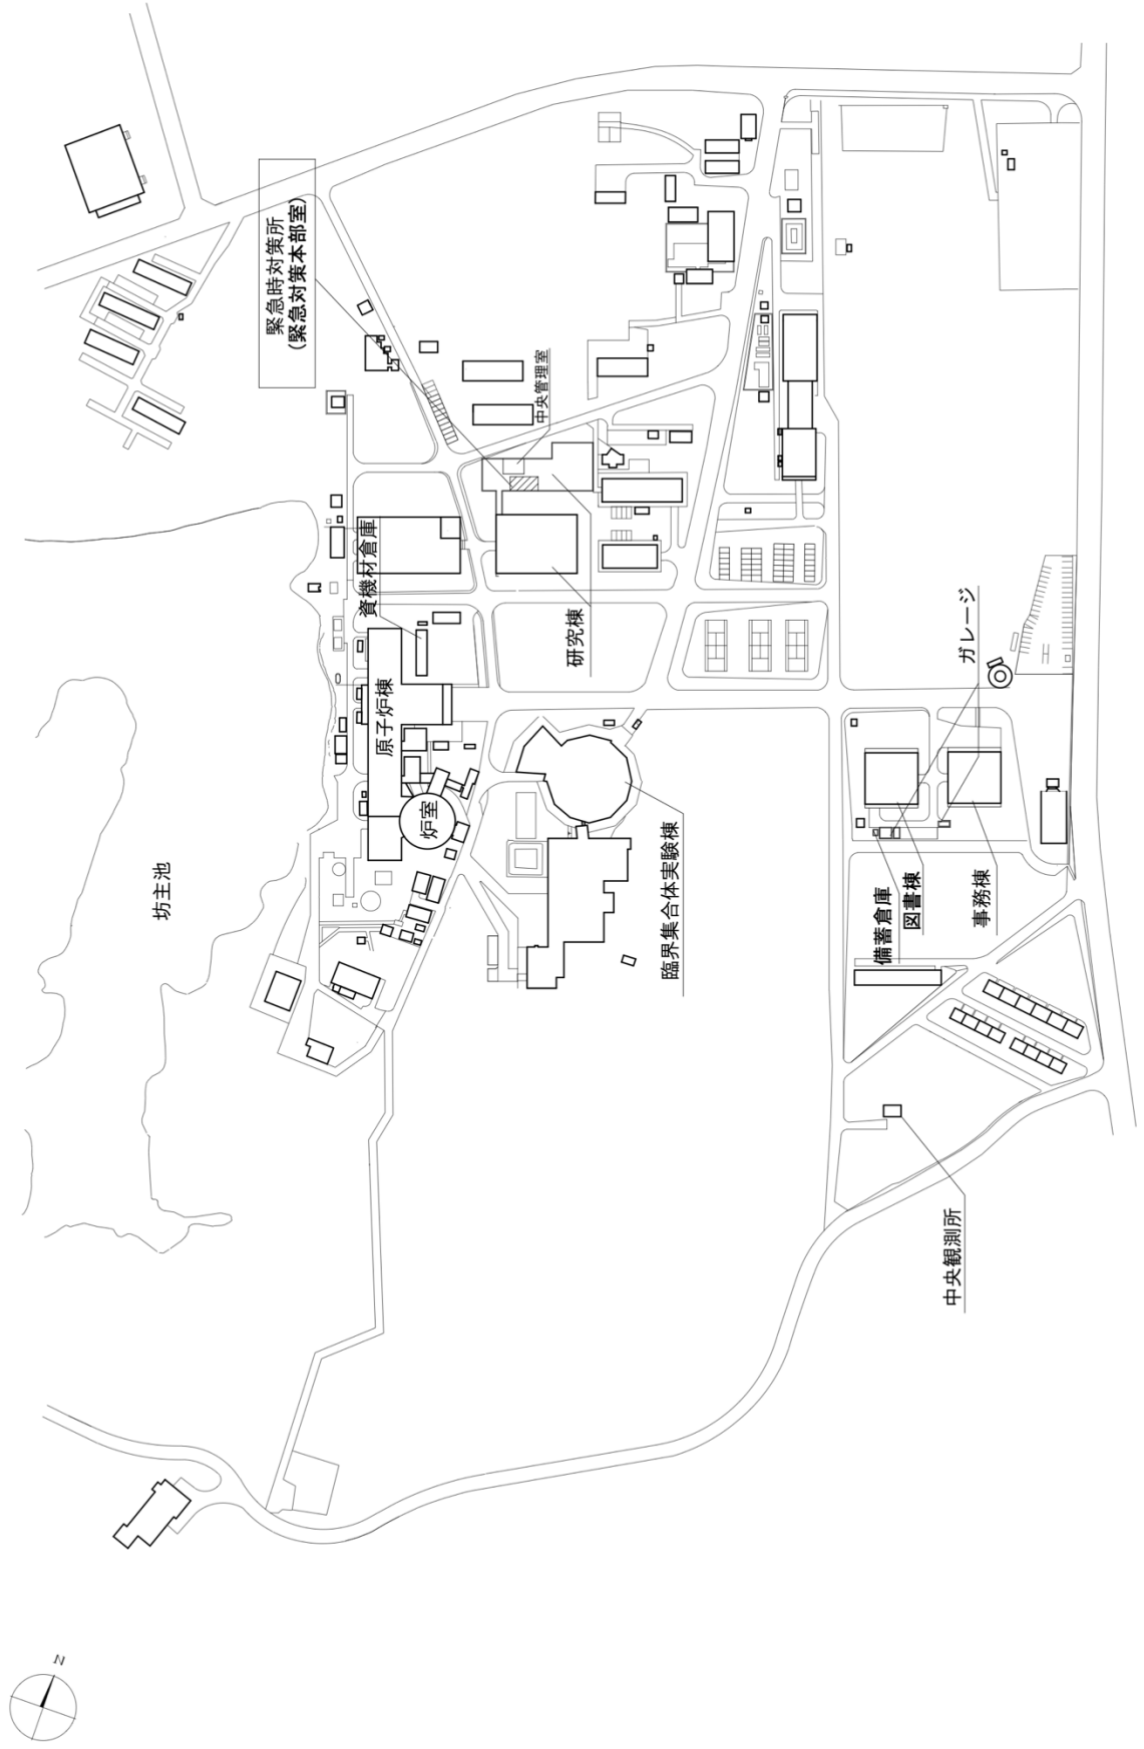 緊急時対策所
(緊急対策本部室)
中央管理室
資機材倉庫
研究棟
原子炉棟
炉室
ガレージ
坊主池
臨界集合体実験棟
備蓄倉庫
図書棟
事務棟
中央観測所
N